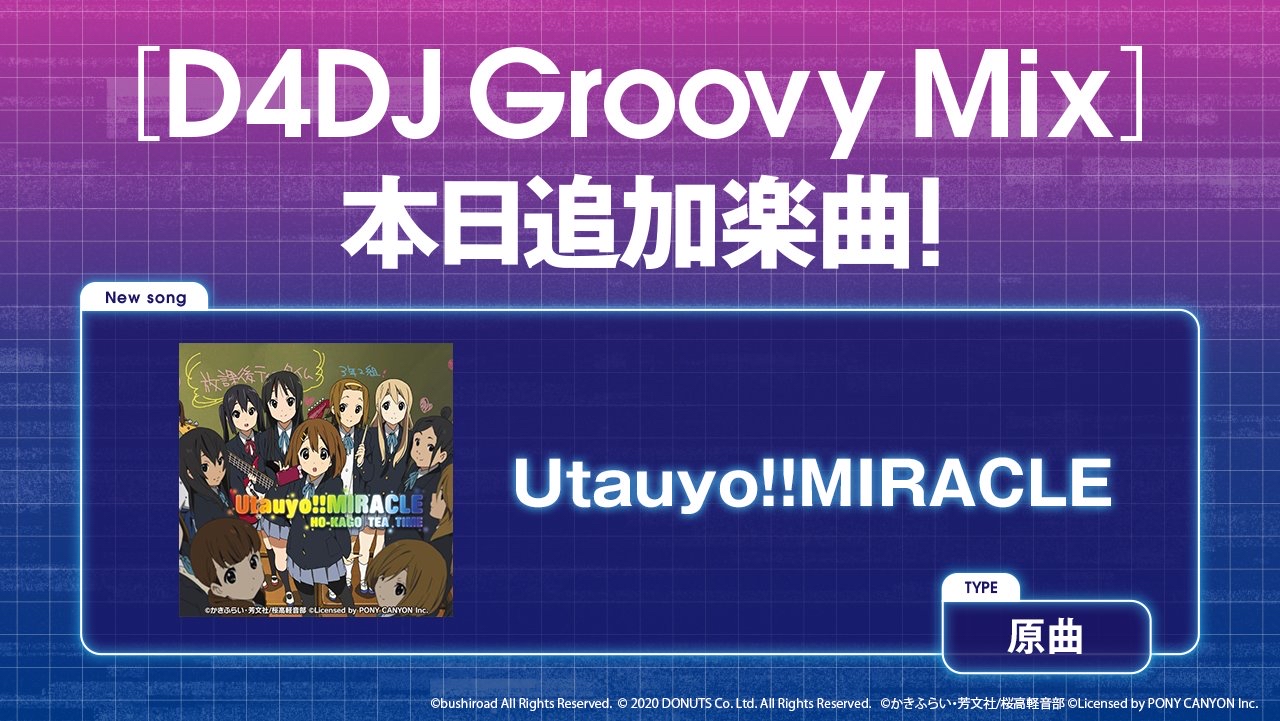 [D4DJ Groovy Mix]
本日追加楽曲!
New song
放課後ティータイム
3年2組!
Utauyo!!MIRACLE
HO-KAGO TEA TIME
©かきふらい・芳文社/桜高軽音部 ©Licensed by PONY CANYON Inc.
Utauyo!!MIRACLE
TYPE
原曲
©bushiroad All Rights Reserved. © 2020 DONUTS Co. Ltd. All Rights Reserved. ©かきふらい・芳文社/桜高軽音部 ©Licensed by PONY CANYON Inc.